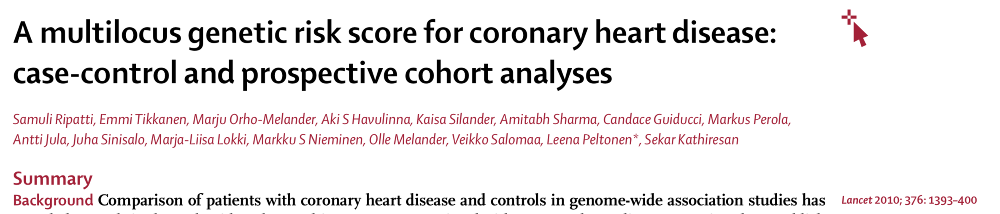 A multilocus genetic risk score for coronary heart disease:
case-control and prospective cohort analyses
Samuli Ripatti, Emmi Tikkanen, Marju Orho-Melander, Aki S Havulinna, Kaisa Silander, Amitabh Sharma, Candace Guiducci, Markus Perola,
Antti Jula, Juha Sinisalo, Marja-Liisa Lokki, Markku S Nieminen, Olle Melander, Veikko Salomaa, Leena Peltonen*, Sekar Kathiresan
Summary
Background Comparison of patients with coronary heart disease and controls in genome-wide association studies has
Lancet 2010; 376: 1393–400